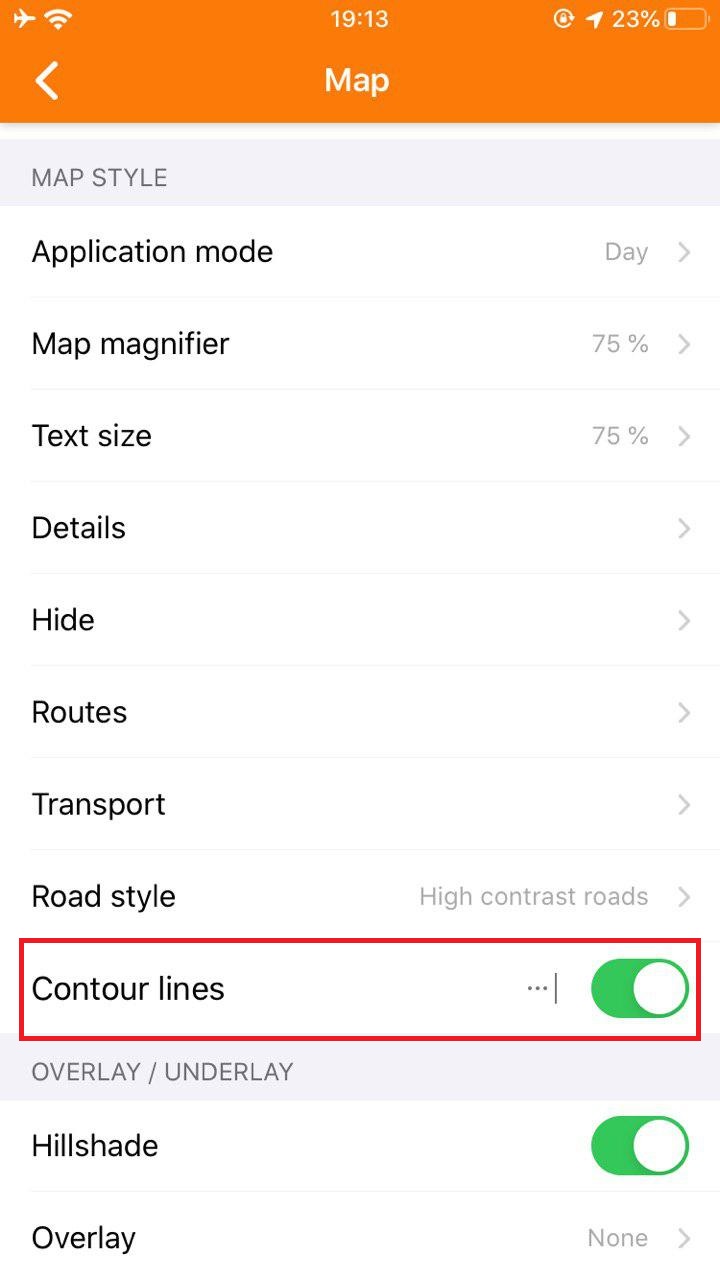 19:13
23%
Map
MAP STYLE
Application mode Day
Map magnifier 75 %
Text size 75 %
Details
Hide
Routes
Transport
Road style High contrast roads
Contour lines ...
OVERLAY / UNDERLAY
Hillshade
Overlay None